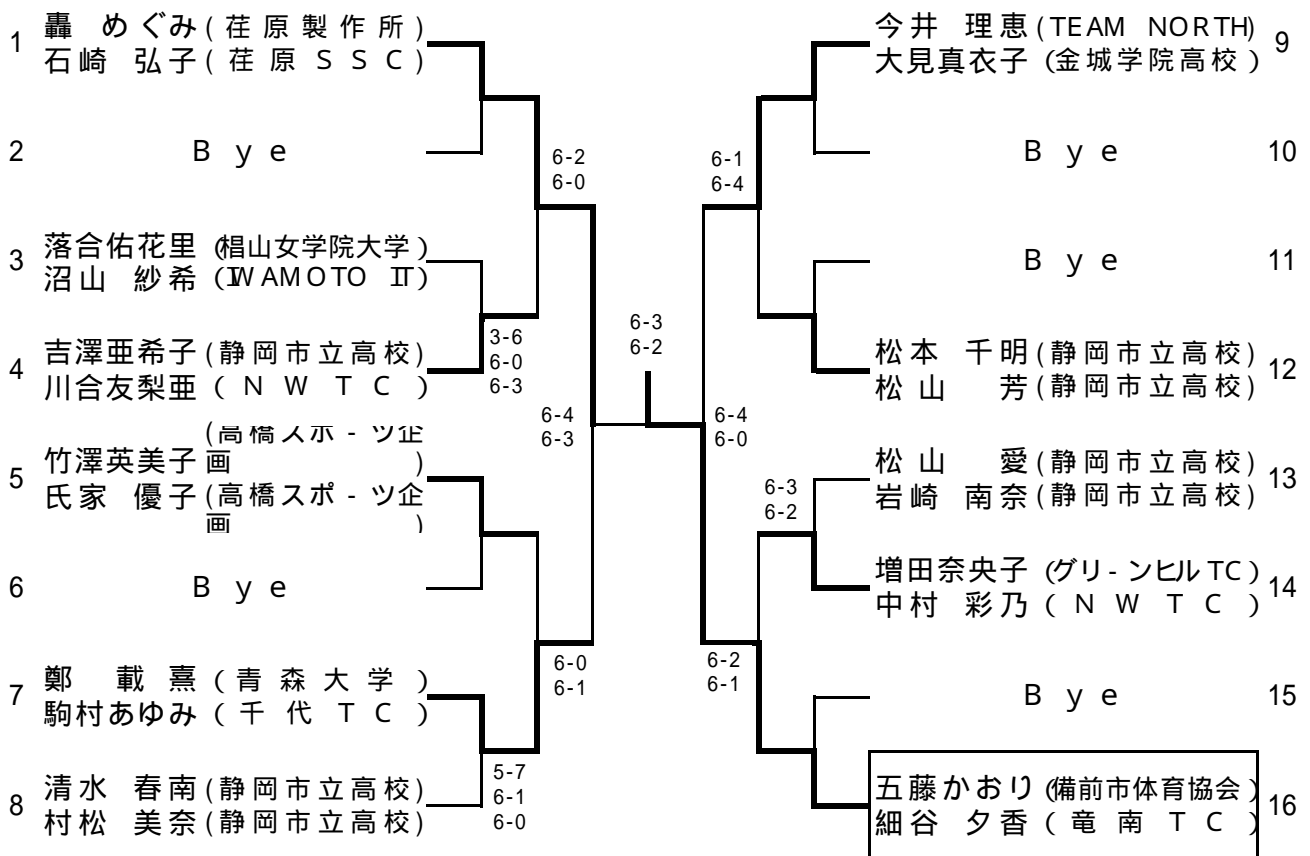 1 轟 めぐみ(荏原製作所)
石崎 弘子(荏原SSC)
2 Bye
6-2
6-0
3 落合佑花里(椙山女学院大学)
沼山 紗希(IWAMOTO IT)
4 吉澤亜希子(静岡市立高校)
川合友梨亜(NWTC)
3-6
6-0
6-3
6-4
6-3
5 竹澤英美子(高橋スポ-ツ企画)
氏家 優子(高橋スポ-ツ企画)
6 Bye
6-0
6-1
7 鄭 載熹(青森大学)
駒村あゆみ(千代TC)
8 清水 春南(静岡市立高校)
村松 美奈(静岡市立高校)
5-7
6-1
6-0
6-3
6-2
今井 理恵(TEAM NORTH) 9
大見真衣子(金城学院高校)
Bye 10
6-1
6-4
Bye 11
松本 千明(静岡市立高校) 12
松山 芳(静岡市立高校)
6-4
6-0
松山 愛(静岡市立高校) 13
岩崎 南奈(静岡市立高校)
6-3
6-2
増田奈央子(グリ-ンヒルTC) 14
中村 彩乃(NWTC)
6-2
6-1
Bye 15
五藤かおり(備前市体育協会) 16
細谷 夕香(竜南TC)